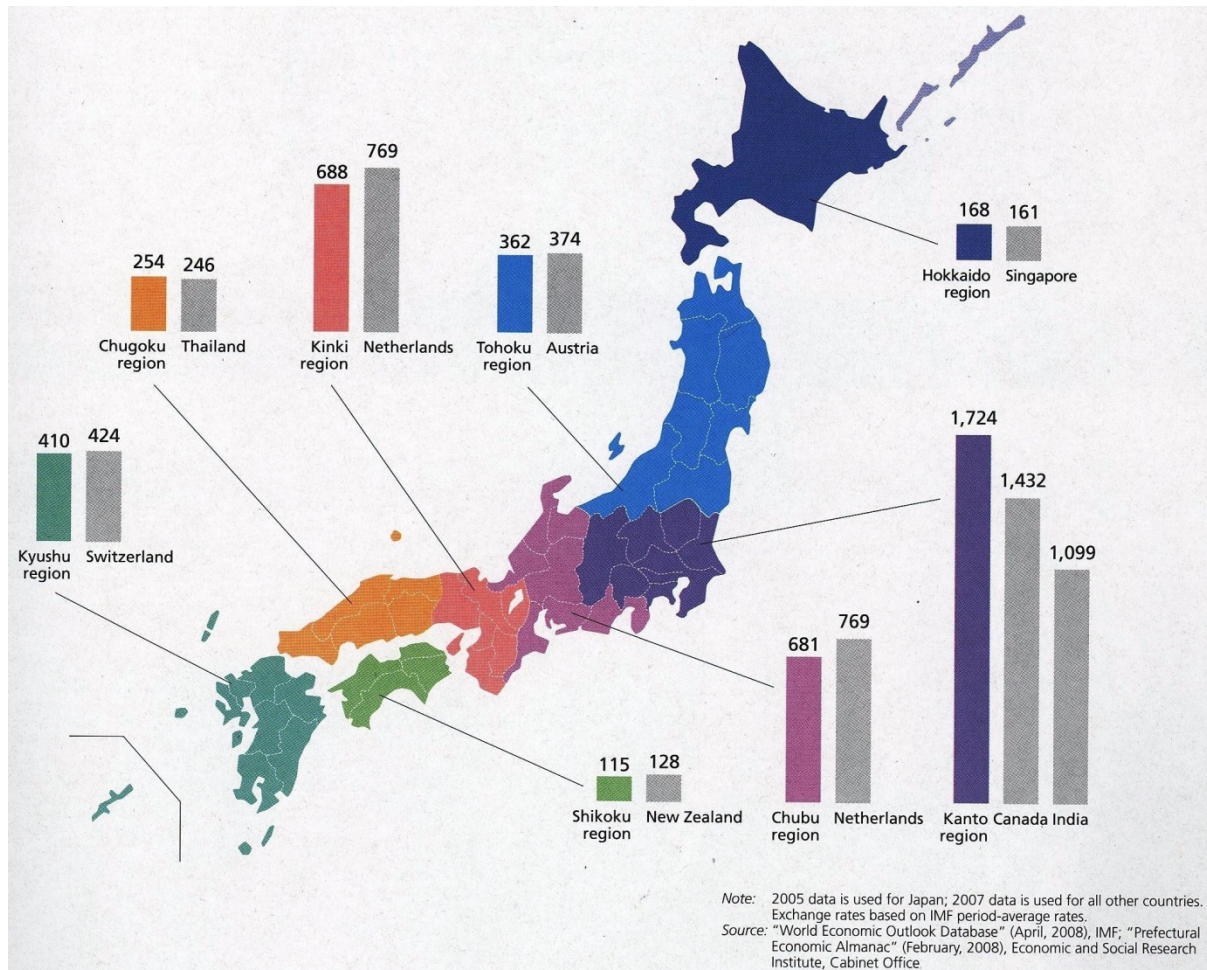 688
769
Kinki
region
Netherlands
254
246
Chugoku
region
Thailand
362
374
Tohoku
region
Austria
168
161
Hokkaido
region
Singapore
410
424
Kyushu
region
Switzerland
1,724
1,432
1,099
Kanto
region
Canada
India
681
769
Chubu
region
Netherlands
115
128
Shikoku
region
New Zealand
Note: 2005 data is used for Japan; 2007 data is used for all other countries.
Exchange rates based on IMF period-average rates.
Source: “World Economic Outlook Database” (April, 2008), IMF; “Prefectural
Economic Almanac” (February, 2008), Economic and Social Research
Institute, Cabinet Office